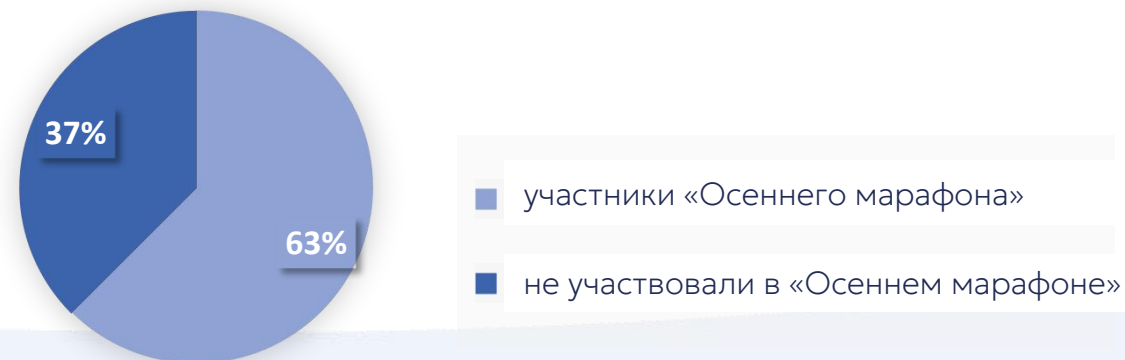 37%
63%
участники «Осеннего марафона»
не участвовали в «Осеннем марафоне»